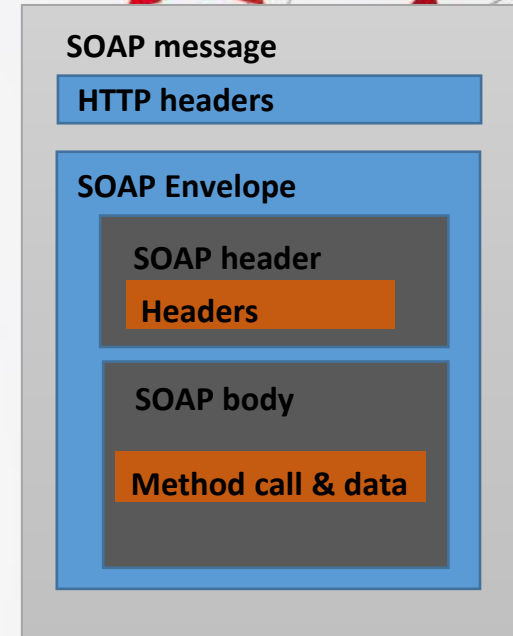 SOAP message
HTTP headers
SOAP Envelope
SOAP header
Headers
SOAP body
Method call & data